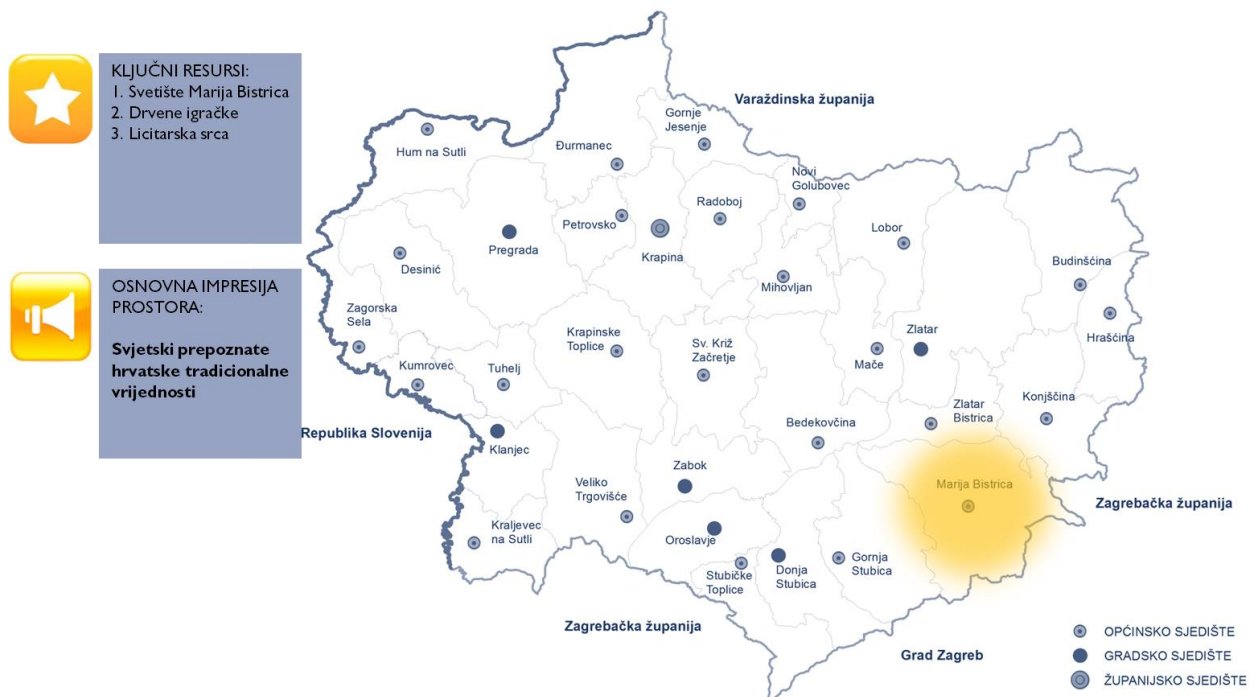 KLJUČNI RESURSI:
1. Svetište Marija Bistrica
2. Drvene igračke
3. Licitarska srca
OSNOVNA IMPRESIJA
PROSTORA:
Svjetski prepoznate
hrvatske tradicionalne
vrijednosti
Varaždinska županija
Gornje
Jesenje
Hum na Sutli
Đurmanec
Novi
Golubovec
Petrovsko
Radoboj
Lobor
Pregrada
Krapina
Desinić
Budinšćina
Mihovljan
Zagorska
Sela
Krapinske
Toplice
Sv. Križ
Začretje
Zlatar
Hrašćina
Mače
Kumrovec
Tuhelj
Zlatar
Bistrica
Konjščina
Bedekovčina
Republika Slovenija
Klanjec
Zabok
Veliko
Trgovišće
Marija Bistrica
Zagrebačka županija
Kraljevec
na Sutli
Oroslavje
Stubičke
Toplice
Donja
Stubica
Gornja
Stubica
Zagrebačka županija
Grad Zagreb
OPĆINSKO SJEDIŠTE
GRADSKO SJEDIŠTE
ŽUPANIJSKO SJEDIŠTE